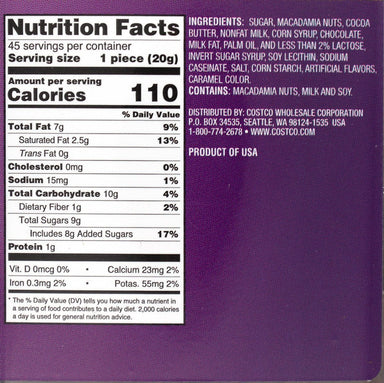 Nutrition Facts
45 servings per container
Serving size 1 piece (20g)
Amount per serving
Calories 110
% Daily Value
Total Fat 7g 9%
Saturated Fat 2.5g 13%
Trans Fat 0g
Cholesterol 0mg 0%
Sodium 15mg 1%
Total Carbohydrate 10g 4%
Dietary Fiber 1g 2%
Total Sugars 9g
Includes 8g Added Sugars 17%
Protein 1g
Vit. D 0mcg 0% • Calcium 23mg 2%
Iron 0.3mg 2% • Potas. 55mg 2%
* The % Daily Value (DV) tells you how much a nutrient in
a serving of food contributes to a daily diet. 2,000 calories
a day is used for general nutrition advice.
INGREDIENTS: SUGAR, MACADAMIA NUTS, COCOA
BUTTER, NONFAT MILK, CORN SYRUP, CHOCOLATE,
MILK FAT, PALM OIL, AND LESS THAN 2% LACTOSE,
INVERT SUGAR SYRUP, SOY LECITHIN, SODIUM
CASEINATE, SALT, CORN STARCH, ARTIFICIAL FLAVORS,
CARAMEL COLOR.
CONTAINS: MACADAMIA NUTS, MILK AND SOY.
DISTRIBUTED BY: COSTCO WHOLESALE CORPORATION
P.O. BOX 34535, SEATTLE, WA 98124-1535 USA
1-800-774-2678 • WWW.COSTCO.COM
PRODUCT OF USA